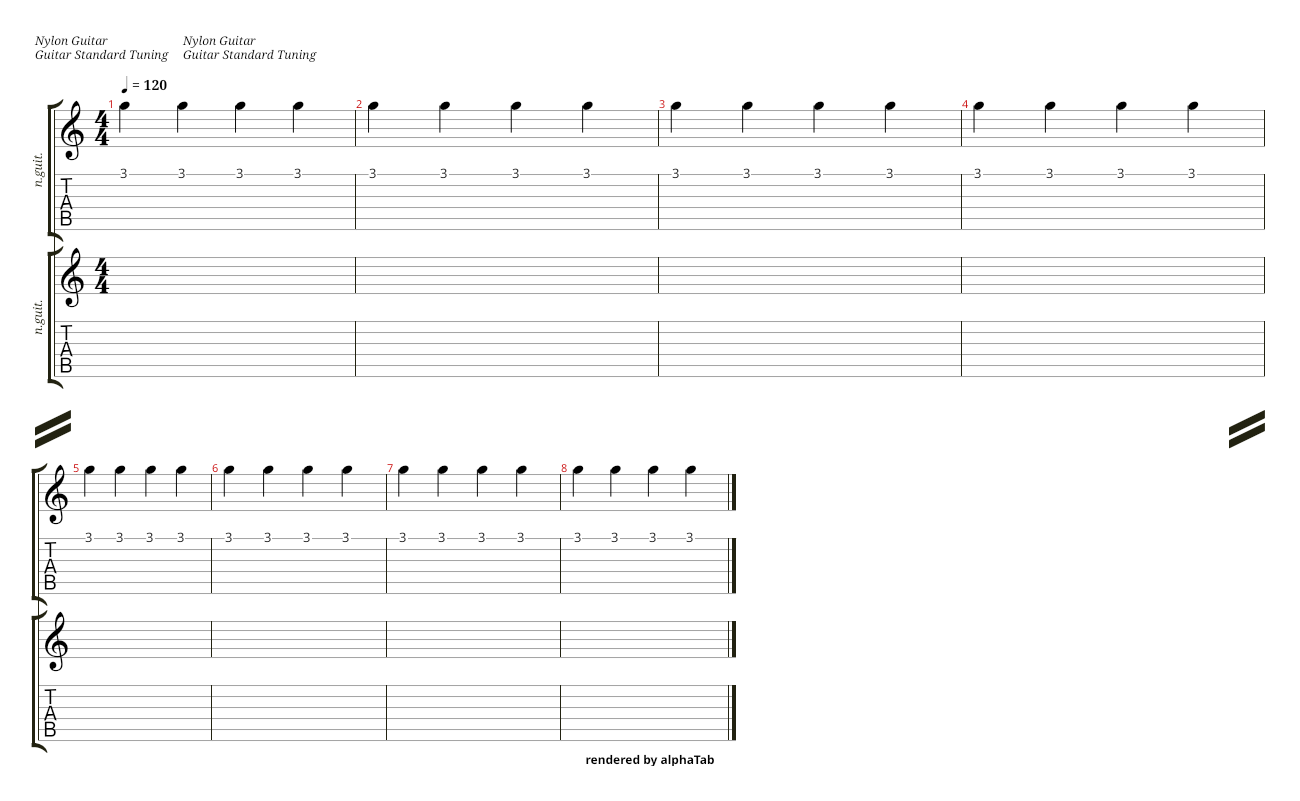 Nylon Guitar Nylon Guitar
Guitar Standard Tuning Guitar Standard Tuning
= 120
1 2 3 4
4
4
n.guit.
3 3 3 3 3 3 3 3 3 3 3 3 3 3 3 3
T
A
B
4
4
n.guit.
T
A
B
5 6 7 8
3 3 3 3 3 3 3 3 3 3 3 3 3 3 3 3
T
A
B
T
A
B
rendered by alphaTab